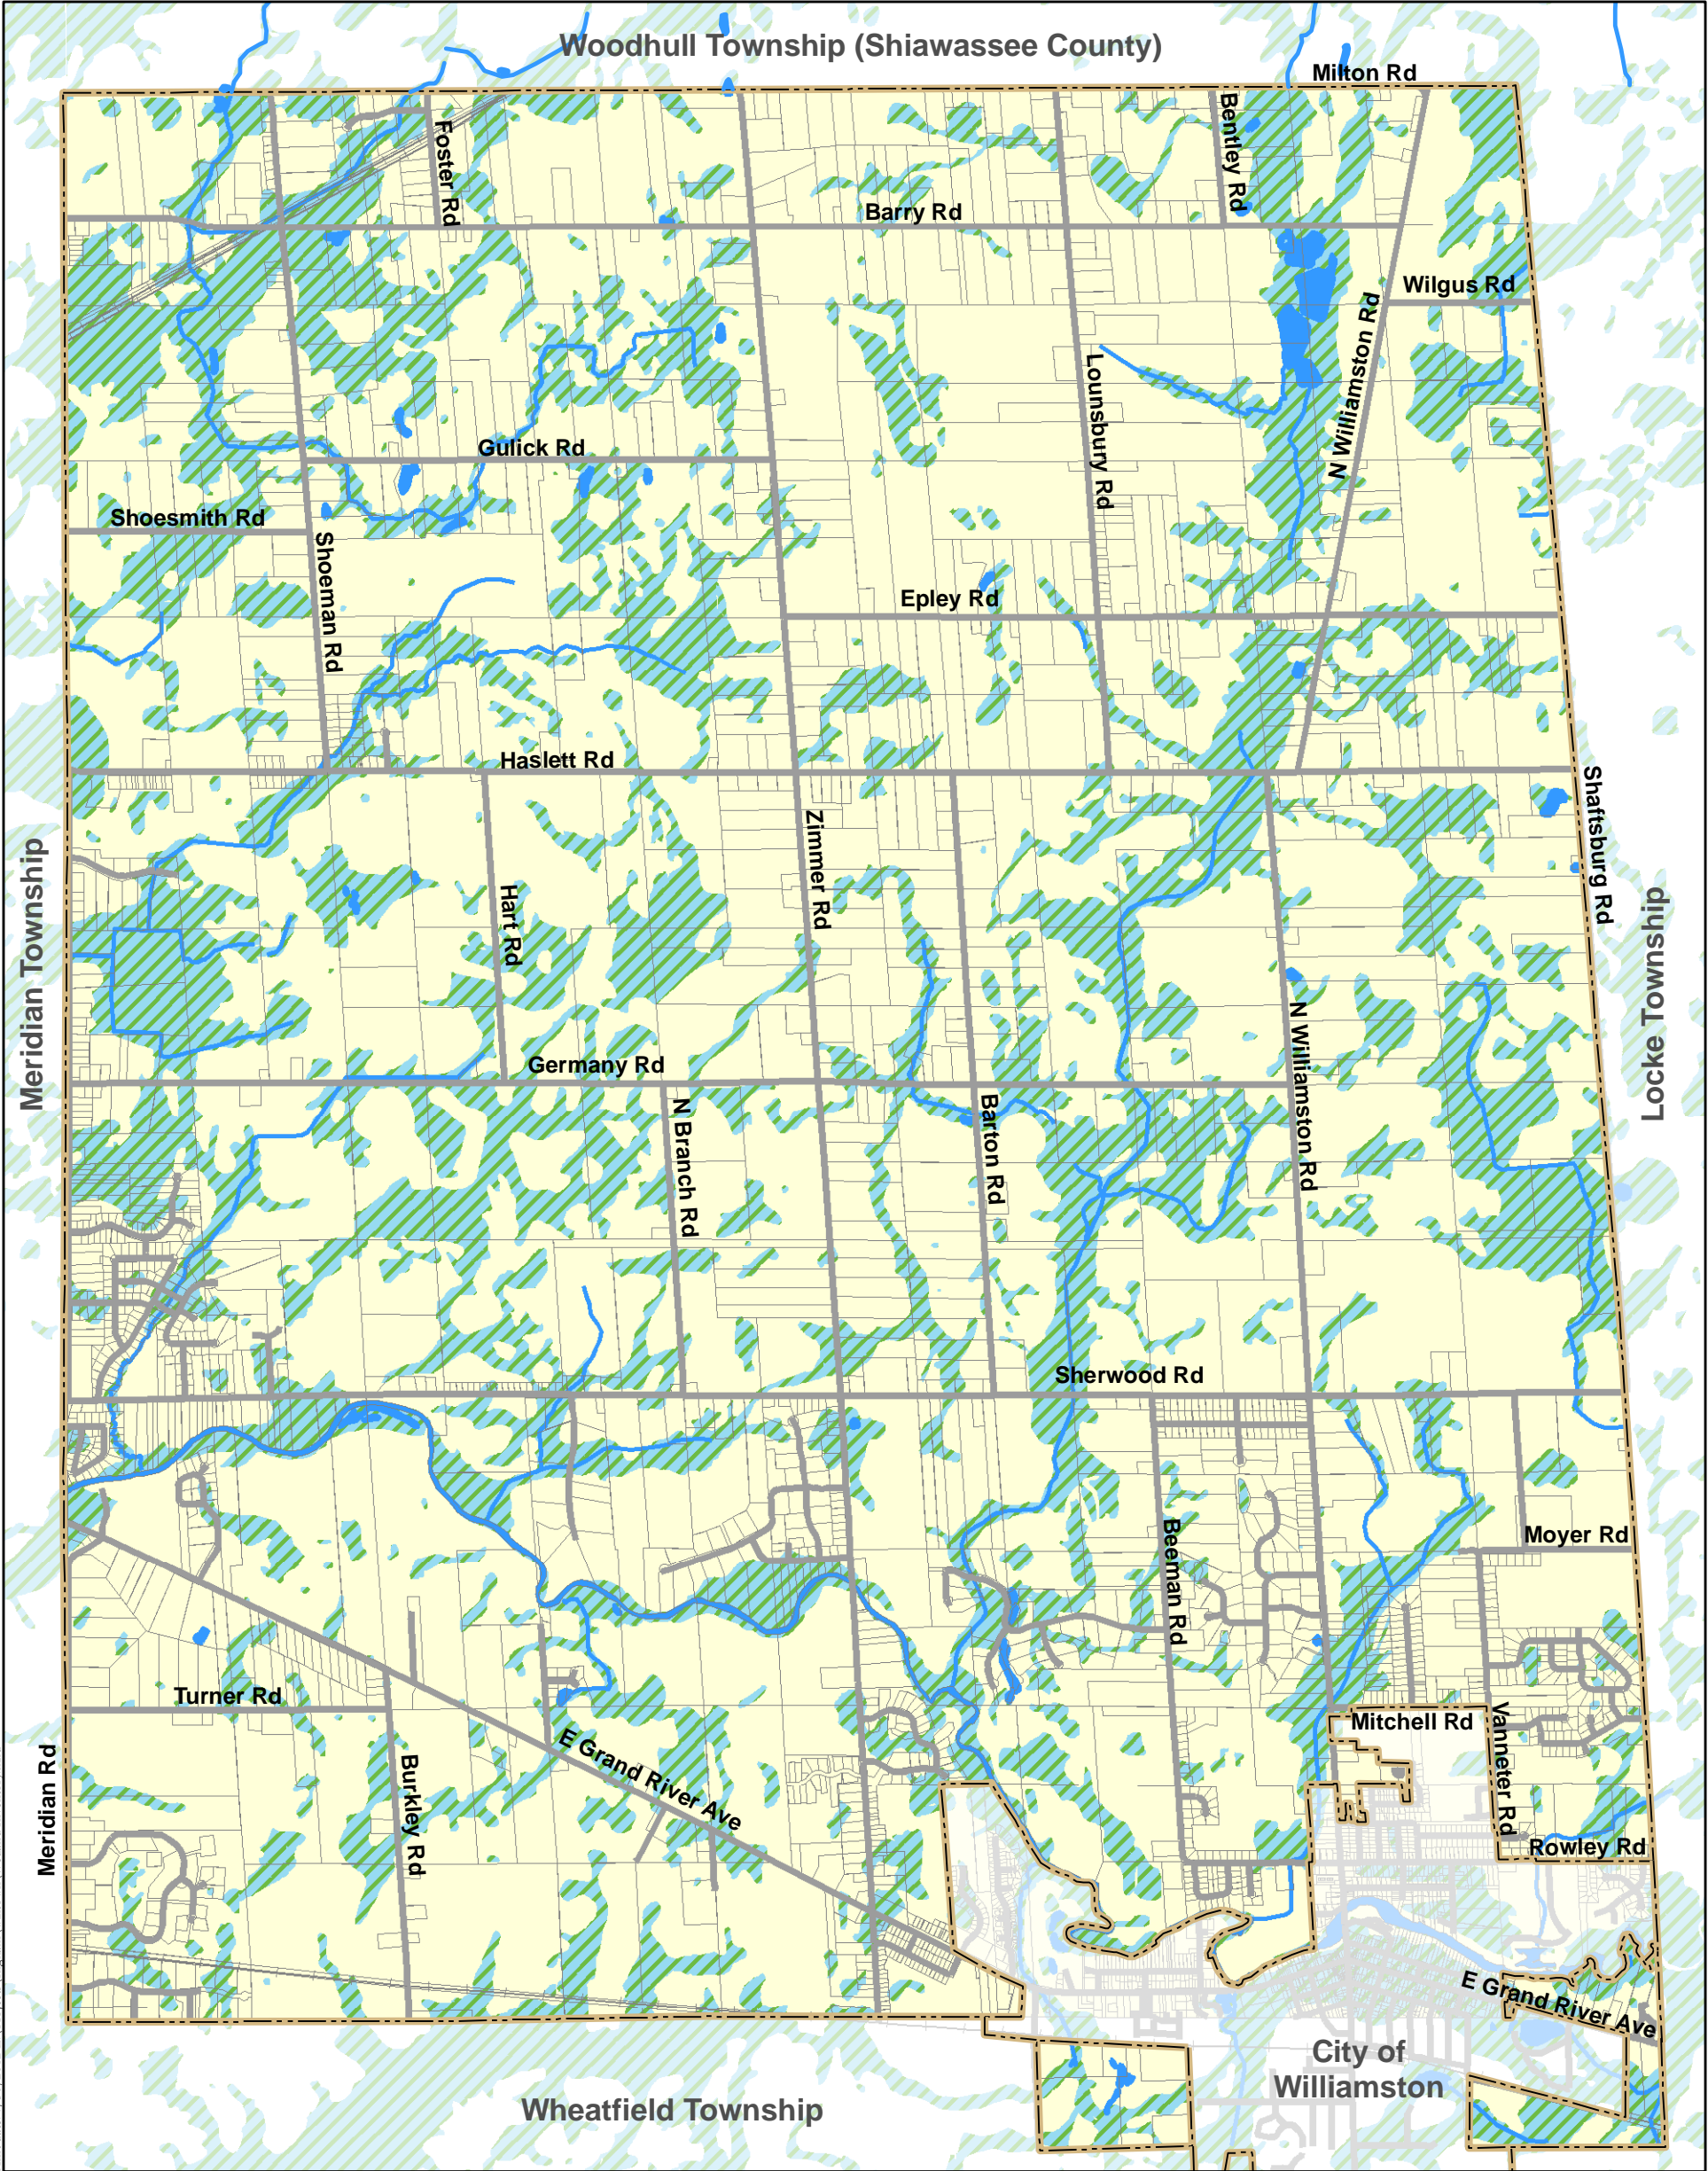 Woodhull Township (Shiawassee County)
Milton Rd
Foster Rd
Bentley Rd
Barry Rd
Wilgus Rd
N Williamston Rd
Lounsbury Rd
Gulick Rd
Shoesmith Rd
Shoeman Rd
Epley Rd
Haslett Rd
Shaftsburg Rd
Zimmer Rd
Meridian Township
Hart Rd
Locke Township
N Williamston Rd
Germany Rd
N Branch Rd
Barton Rd
Sherwood Rd
Beeman Rd
Moyer Rd
Turner Rd
Mitchell Rd
Vanneter Rd
E Grand River Ave
Meridian Rd
Burkley Rd
Rowley Rd
E Grand River Ave
City of
Williamston
Wheatfield Township